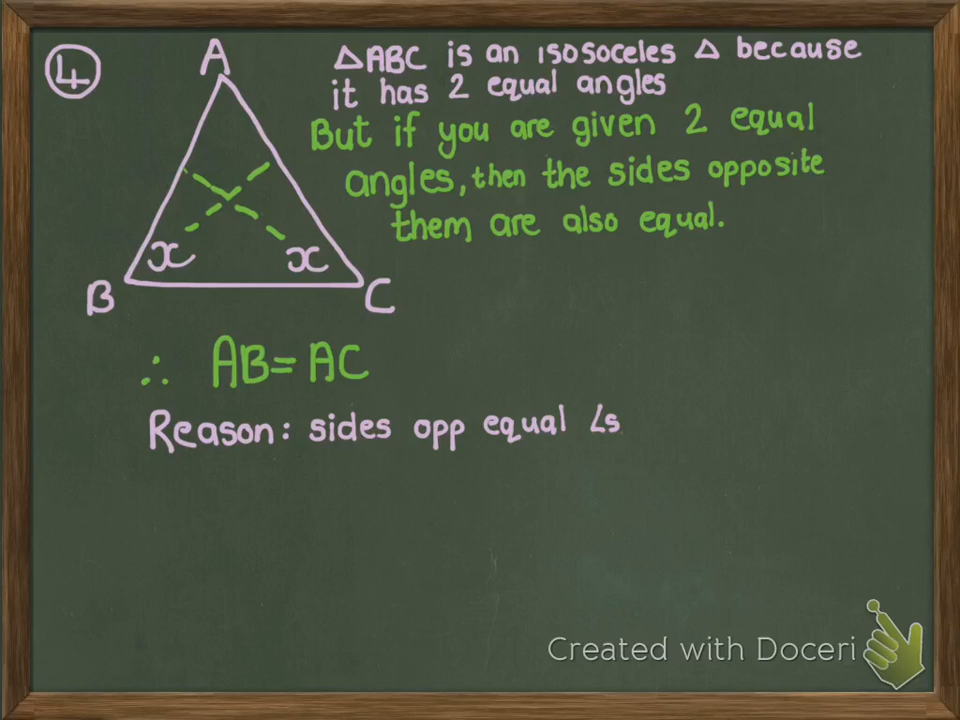 4
A
△ABC is an isosoceles △ because
it has 2 equal angles
But if you are given 2 equal
angles, then the sides opposite
them are also equal.
x x
B C
∴ AB = AC
Reason: sides opp equal ∠s
Created with Doceri